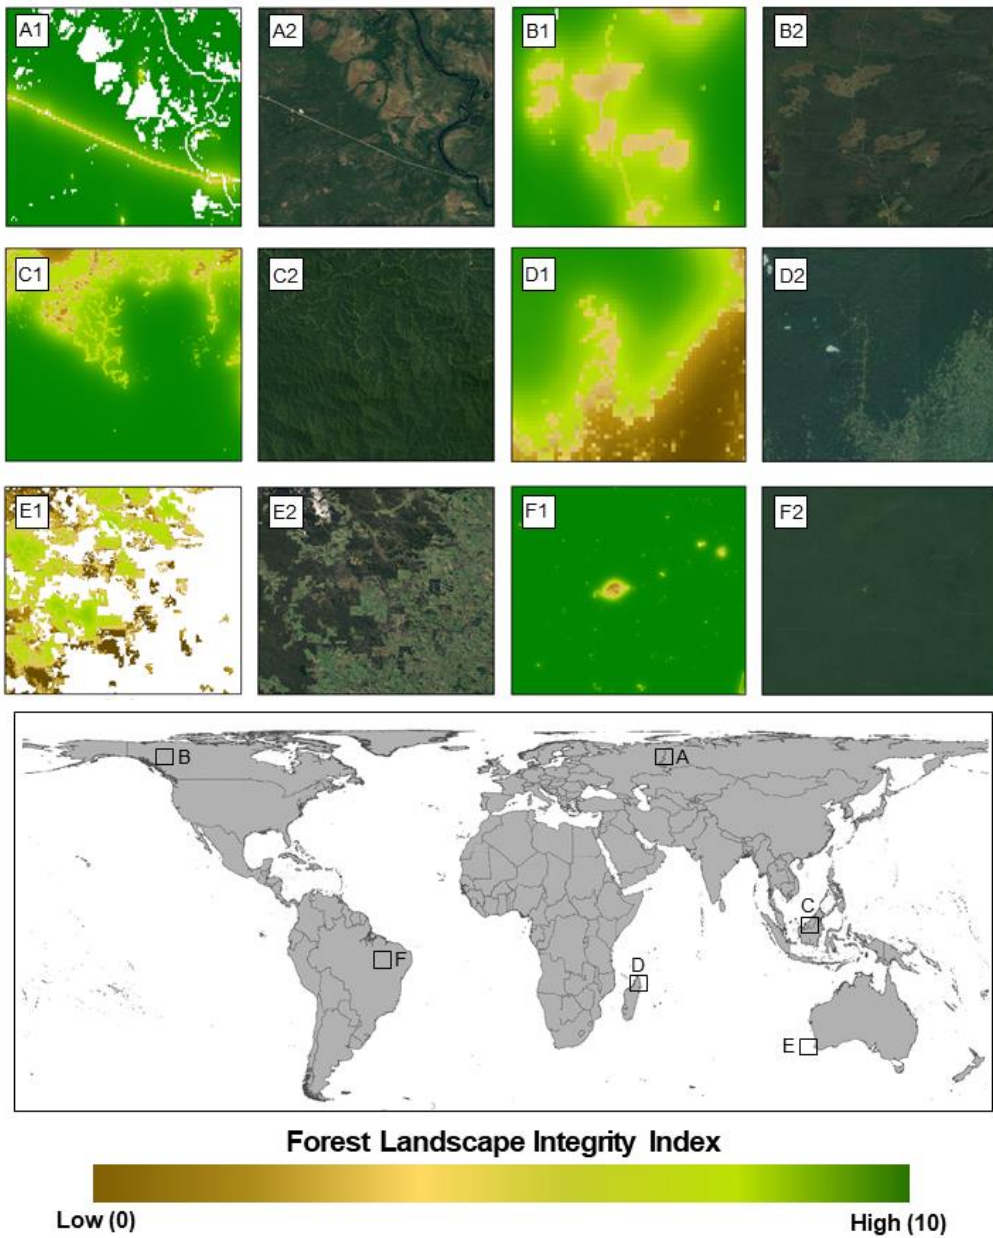 A1
A2
B1
B2
C1
C2
D1
D2
E1
E2
F1
F2
B
A
C
F
D
E
Forest Landscape Integrity Index
Low (0)
High (10)